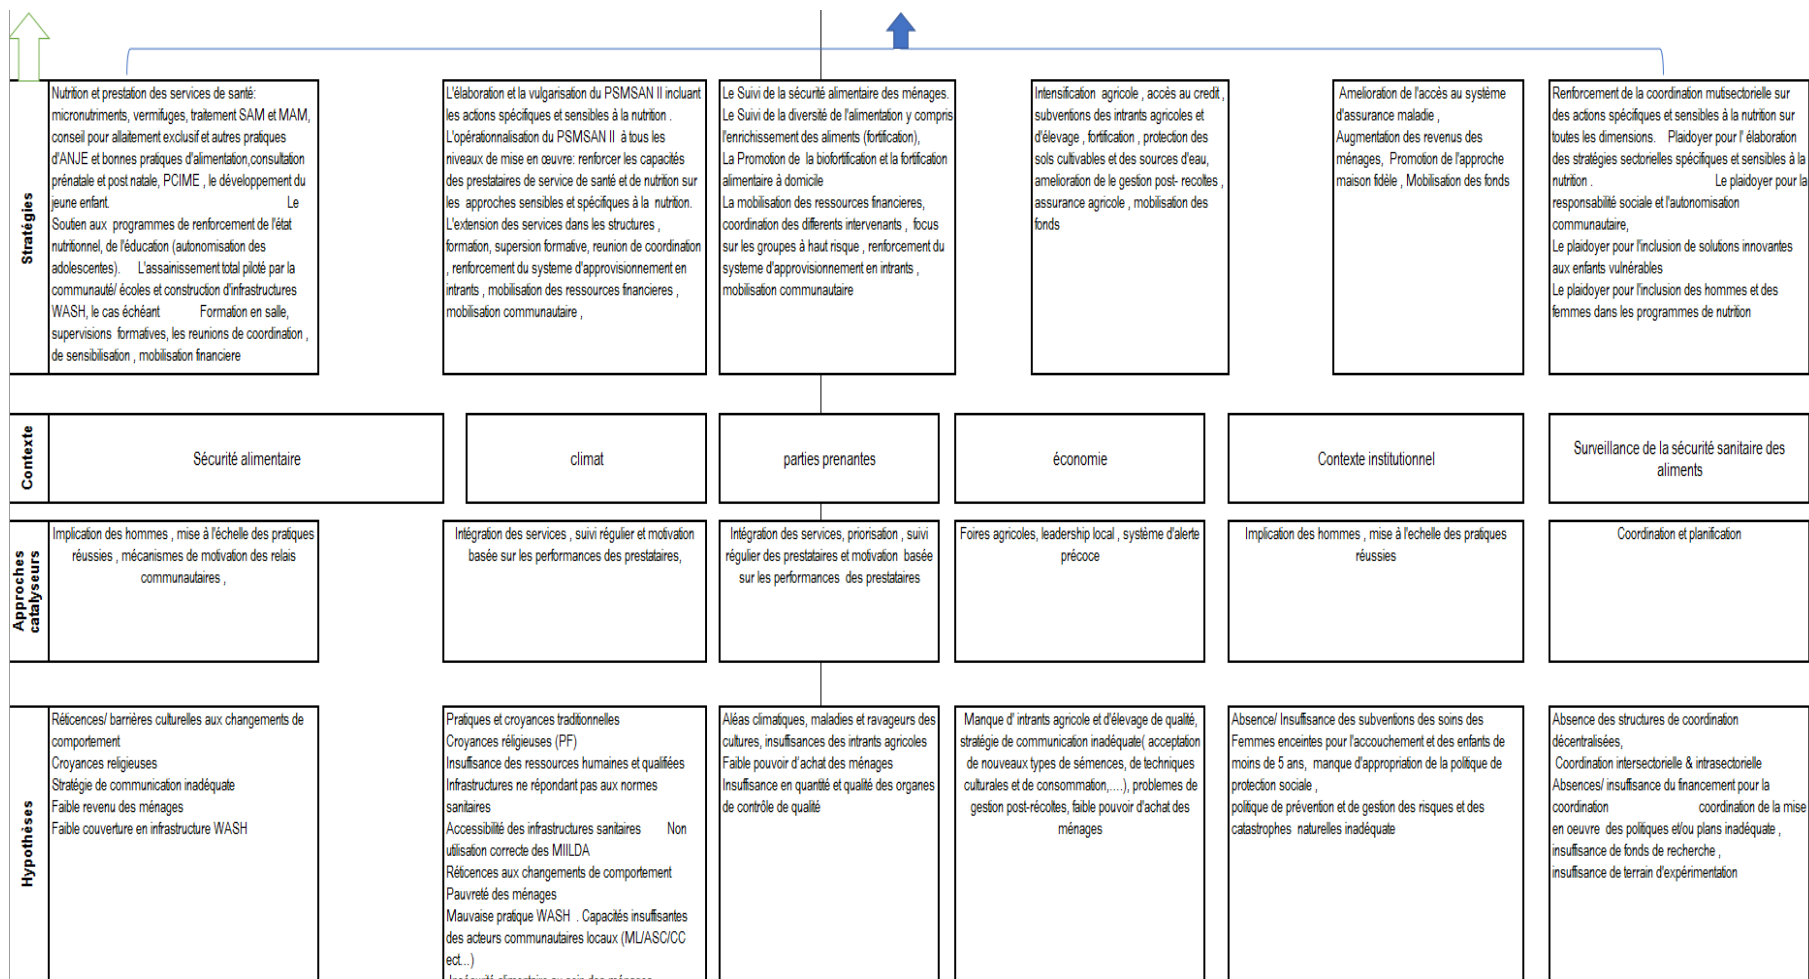 Stratégies
Nutrition et prestation des services de santé:
micronutriments, vermifuges, traitement SAM et MAM,
conseil pour allaitement exclusif et autres pratiques
d'ANJE et bonnes pratiques d'alimentation,consultation
prénatale et post natale, PCIME , le développement du
jeune enfant. Le
Soutien aux programmes de renforcement de l'état
nutritionnel, de l'éducation (autonomisation des
adolescentes). L'assainissement total piloté par la
communauté/ écoles et construction d'infrastructures
WASH, le cas échéant Formation en salle,
supervisions formatives, les reunions de coordination ,
de sensibilisation , mobilisation financiere
L'élaboration et la vulgarisation du PSMSAN II incluant
les actions spécifiques et sensibles à la nutrition .
L'opérationnalisation du PSMSAN II à tous les
niveaux de mise en œuvre: renforcer les capacités
des prestataires de service de santé et de nutrition sur
les approches sensibles et spécifiques à la nutrition.
L'extension des services dans les structures ,
formation, supersion formative, reunion de coordination
, renforcement du systeme d'approvisionnement en
intrants , mobilisation des ressources financieres ,
mobilisation communautaire ,
Le Suivi de la sécurité alimentaire des ménages.
Le Suivi de la diversité de l'alimentation y compris
l'enrichissement des aliments (fortification),
La Promotion de la biofortification et la fortification
alimentaire à domicile
La mobilisation des ressources financieres,
coordination des differents intervenants , focus
sur les groupes à haut risque , renforcement du
systeme d'approvisionnement en intrants ,
mobilisation communautaire
Intensification agricole , accès au credit ,
subventions des intrants agricoles et
d'élevage , fortification , protection des
sols cultivables et des sources d'eau,
amelioration de le gestion post- recoltes ,
assurance agricole , mobilisation des
fonds
Amelioration de l'accès au système
d'assurance maladie ,
Augmentation des revenus des
ménages, Promotion de l'approche
maison fidèle , Mobilisation des fonds
Renforcement de la coordination mutisectorielle sur
des actions spécifiques et sensibles à la nutrition sur
toutes les dimensions. Plaidoyer pour l' élaboration
des stratégies sectorielles spécifiques et sensibles à la
nutrition . Le plaidoyer pour la
responsabilité sociale et l'autonomisation
communautaire,
Le plaidoyer pour l'inclusion de solutions innovantes
aux enfants vulnérables
Le plaidoyer pour l'inclusion des hommes et des
femmes dans les programmes de nutrition
Contexte
Sécurité alimentaire
climat
parties prenantes
économie
Contexte institutionnel
Surveillance de la sécurité sanitaire des
aliments
Approches
catalyseurs
Implication des hommes , mise à l'échelle des pratiques
réussies , mécanismes de motivation des relais
communautaires ,
Intégration des services , suivi régulier et motivation
basée sur les performances des prestataires,
Intégration des services, priorisation , suivi
régulier des prestataires et motivation basée
sur les performances des prestataires
Foires agricoles, leadership local , système d'alerte
précoce
Implication des hommes , mise à l'echelle des pratiques
réussies
Coordination et planification
Hypothèses
Réticences/ barrières culturelles aux changements de
comportement
Croyances religieuses
Stratégie de communication inadéquate
Faible revenu des ménages
Faible couverture en infrastructure WASH
Pratiques et croyances traditionnelles
Croyances réligieuses (PF)
Insuffisance des ressources humaines et qualifiées
Infrastructures ne répondant pas aux normes
sanitaires
Accessibilité des infrastructures sanitaires Non
utilisation correcte des MIILDA
Réticences aux changements de comportement
Pauvreté des ménages
Mauvaise pratique WASH . Capacités insuffisantes
des acteurs communautaires locaux (ML/ASC/CC
ect...)
Insécurité alimentaire au sein des ménages
Aléas climatiques, maladies et ravageurs des
cultures, insuffisances des intrants agricoles
Faible pouvoir d'achat des ménages
Insuffisance en quantité et qualité des organes
de contrôle de qualité
Manque d' intrants agricole et d'élevage de qualité,
stratégie de communication inadéquate( acceptation
de nouveaux types de sémences, de techniques
culturales et de consommation,....), problemes de
gestion post-récoltes, faible pouvoir d'achat des
ménages
Absence/ Insuffisance des subventions des soins des
Femmes enceintes pour l'accouchement et des enfants de
moins de 5 ans, manque d'appropriation de la politique de
protection sociale ,
politique de prévention et de gestion des risques et des
catastrophes naturelles inadéquate
Absence des structures de coordination
décentralisées,
Coordination intersectorielle & intrasectorielle
Absences/ insuffisance du financement pour la
coordination coordination de la mise
en oeuvre des politiques et/ou plans inadéquate ,
insuffisance de fonds de recherche ,
insuffisance de terrain d'expérimentation